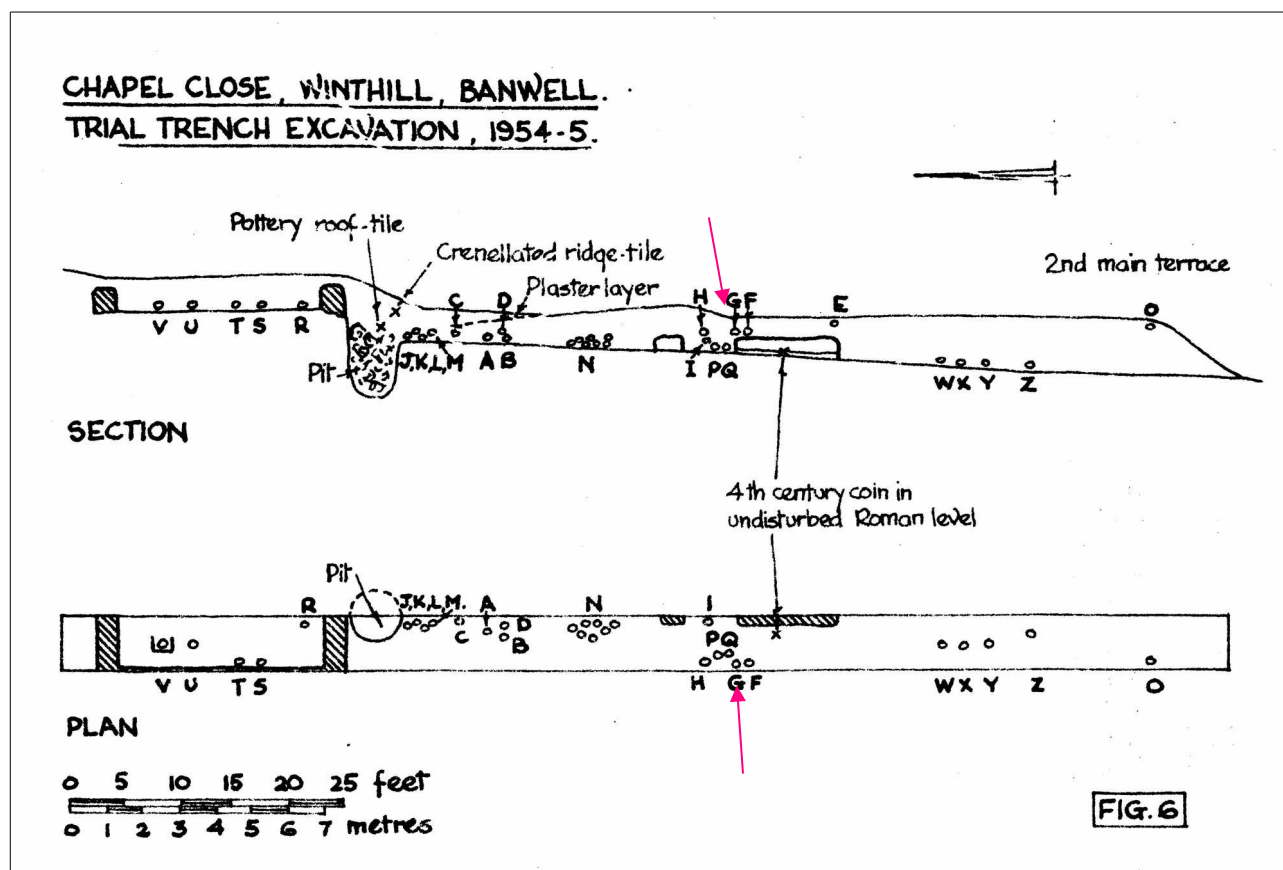 CHAPEL CLOSE, WINTHILL, BANWELL.
TRIAL TRENCH EXCAVATION, 1954-5.
Pottery roof-tile
Crenellated ridge-tile
Plaster layer
2nd main terrace
C D H G F E O
V U T S R
J,K,L,M A B N I P Q
W X Y Z
Pit
SECTION
4th century coin in
undisturbed Roman level
Pit
R J,K,L,M. A N I
C D B P Q
V U T S H G F W X Y Z O
PLAN
0 5 10 15 20 25 feet
0 1 2 3 4 5 6 7 metres
FIG. 6